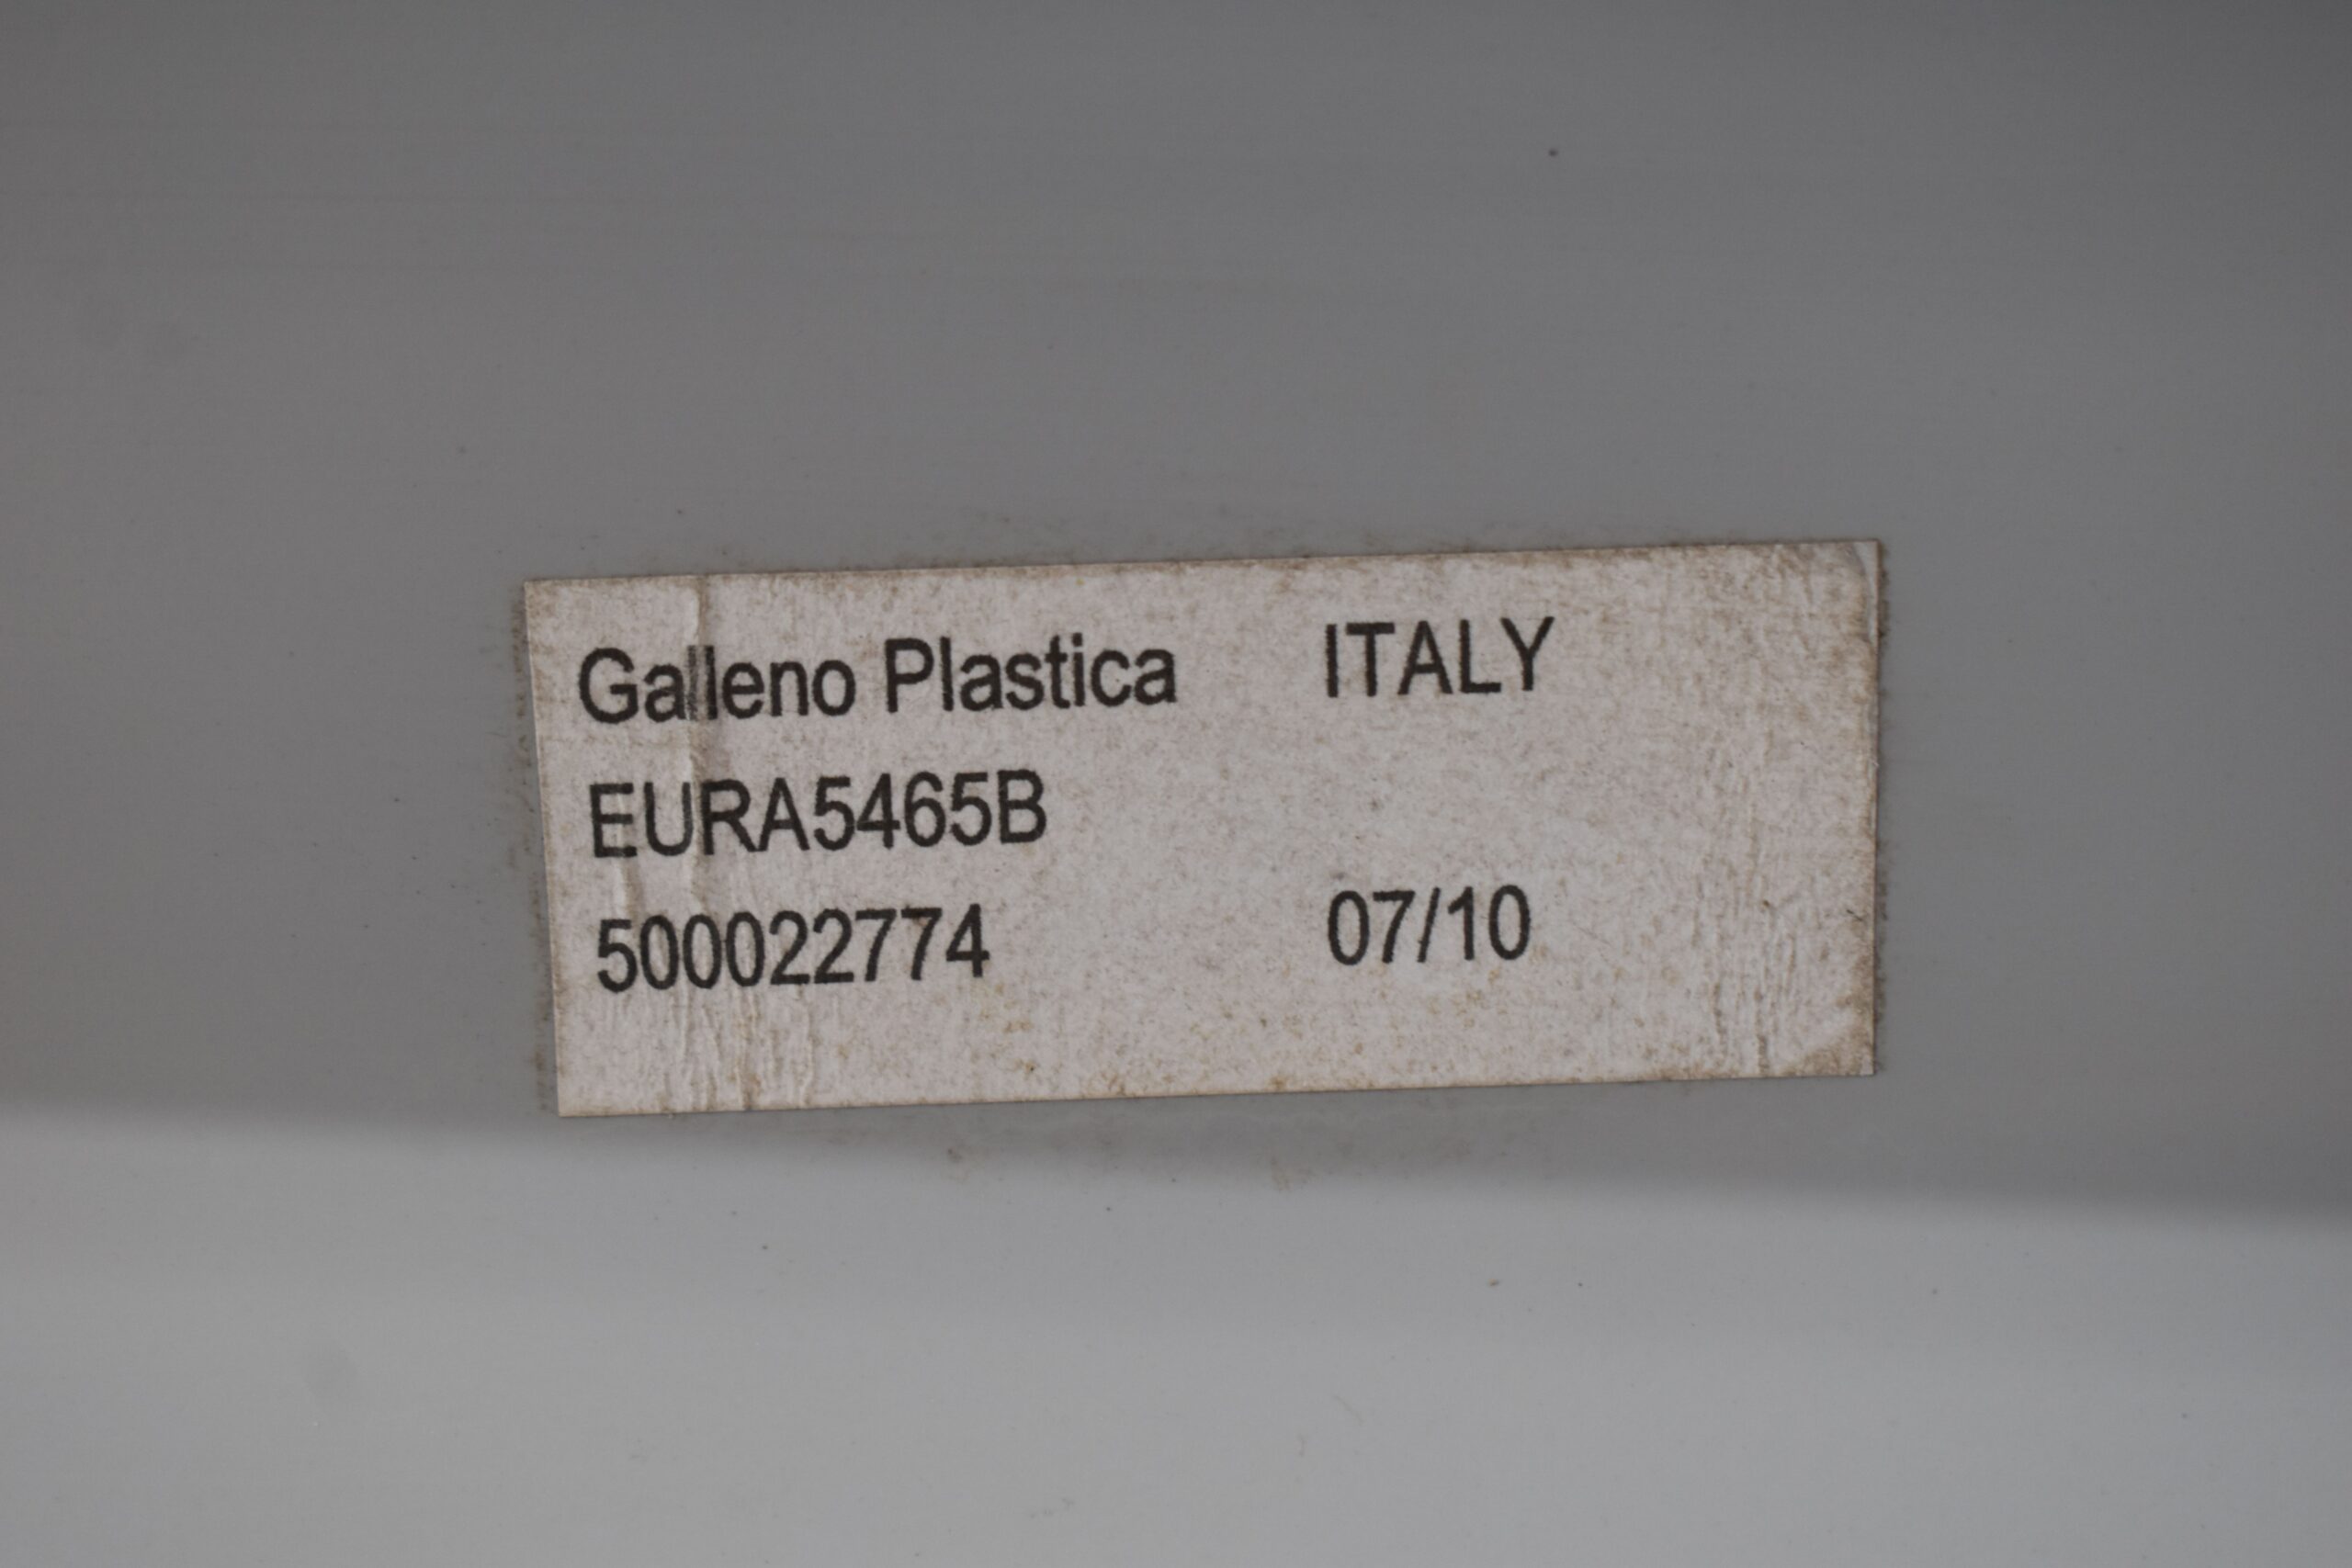 Galleno Plastica ITALY
EURA5465B
500022774 07/10